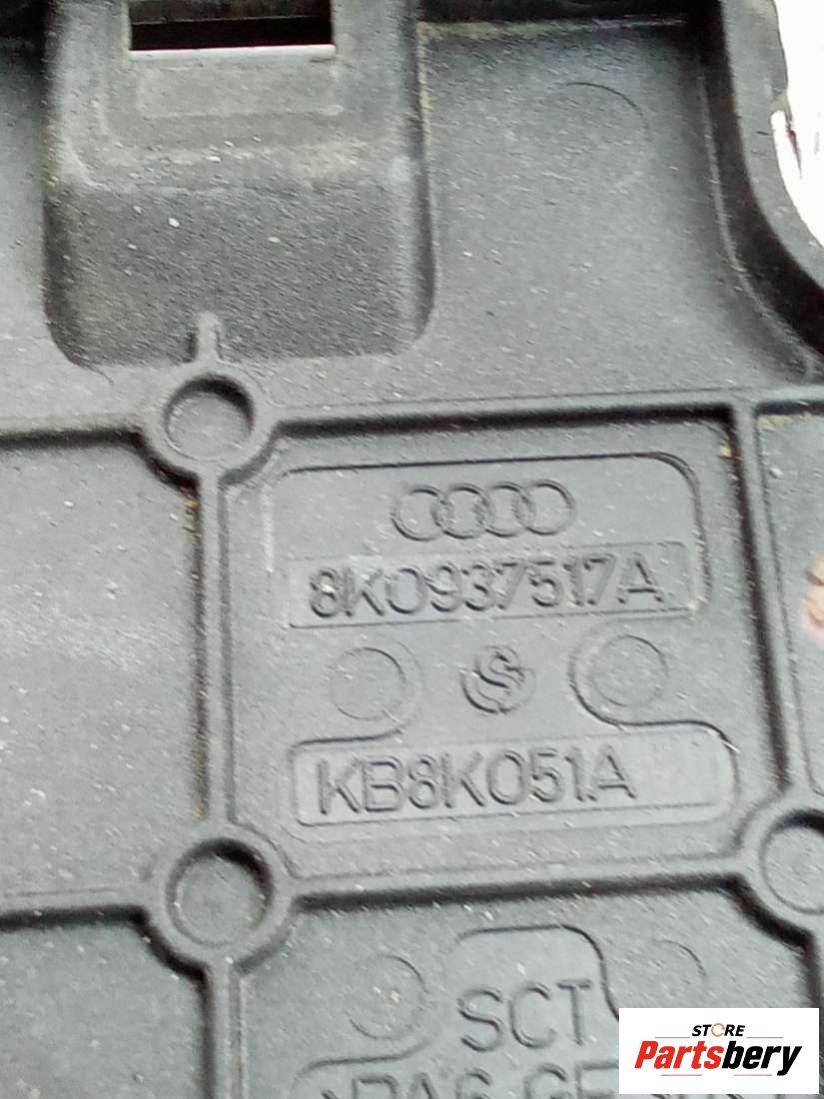 8K0937517A
KB8K051A
SCT
STORE
Partsbery